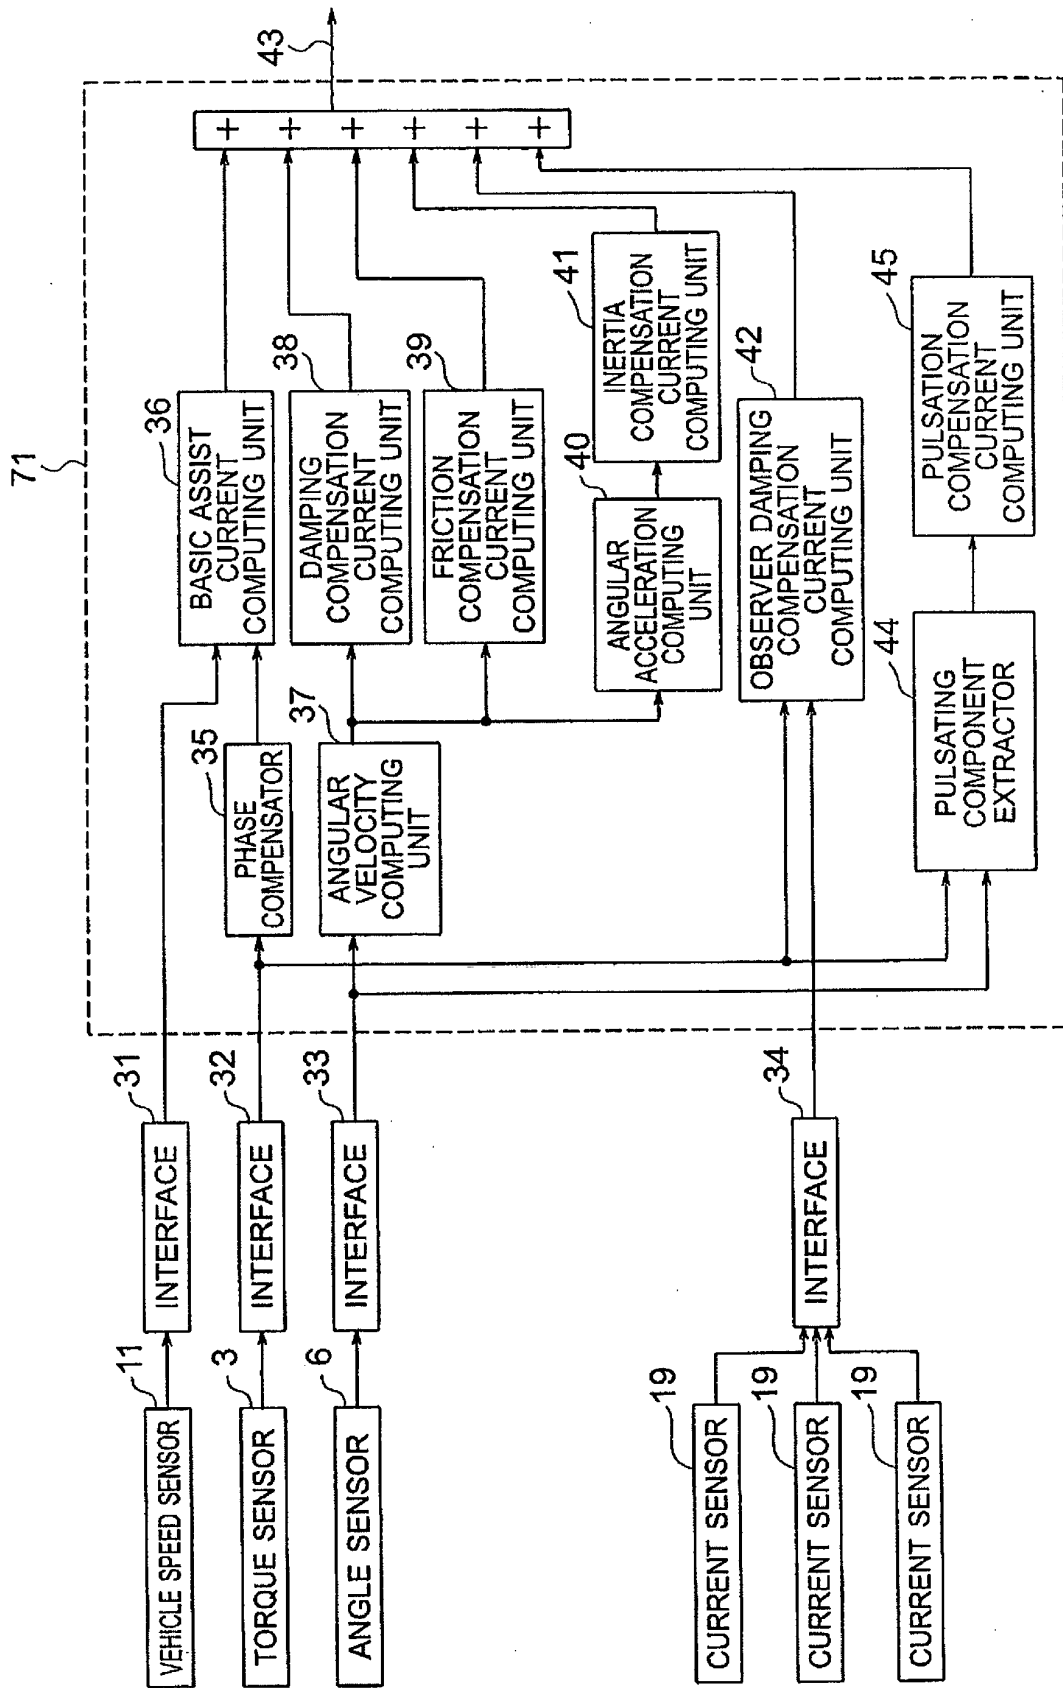 71
43
BASIC ASSIST
CURRENT
COMPUTING UNIT
36
DAMPING
COMPENSATION
CURRENT
COMPUTING UNIT
38
FRICTION
COMPENSATION
CURRENT
COMPUTING UNIT
39
INERTIA
COMPENSATION
CURRENT
COMPUTING UNIT
41
ANGULAR
ACCELERATION
COMPUTING
UNIT
40
OBSERVER DAMPING
COMPENSATION
CURRENT
COMPUTING UNIT
42
PULSATION
COMPENSATION
CURRENT
COMPUTING UNIT
45
PULSATING
COMPONENT
EXTRACTOR
44
PHASE
COMPENSATOR
35
ANGULAR
VELOCITY
COMPUTING
UNIT
37
+
+
+
+
+
+
INTERFACE
31
INTERFACE
32
INTERFACE
33
INTERFACE
34
VEHICLE SPEED SENSOR
11
TORQUE SENSOR
3
ANGLE SENSOR
6
CURRENT SENSOR
19
CURRENT SENSOR
19
CURRENT SENSOR
19